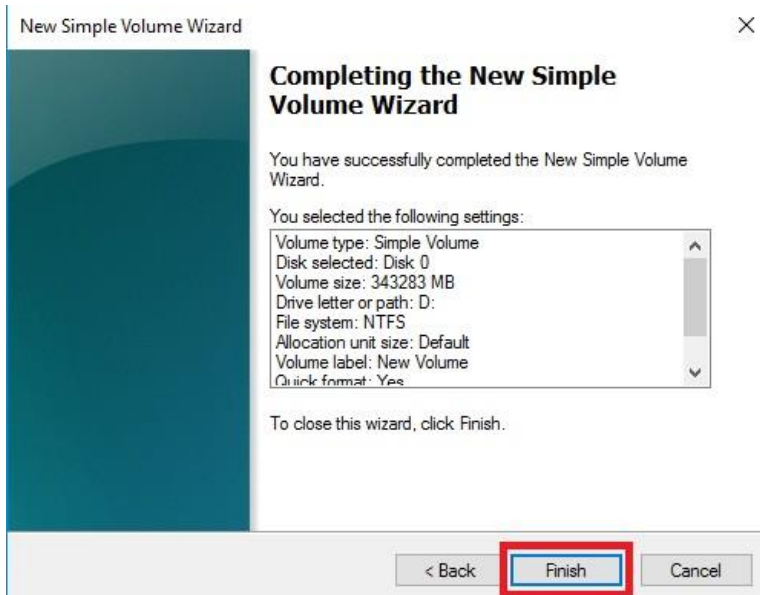 New Simple Volume Wizard
Completing the New Simple
Volume Wizard
You have successfully completed the New Simple Volume
Wizard.
You selected the following settings:
Volume type: Simple Volume
Disk selected: Disk 0
Volume size: 343283 MB
Drive letter or path: D:
File system: NTFS
Allocation unit size: Default
Volume label: New Volume
Quick format: Yes
To close this wizard, click Finish.
< Back
Finish
Cancel